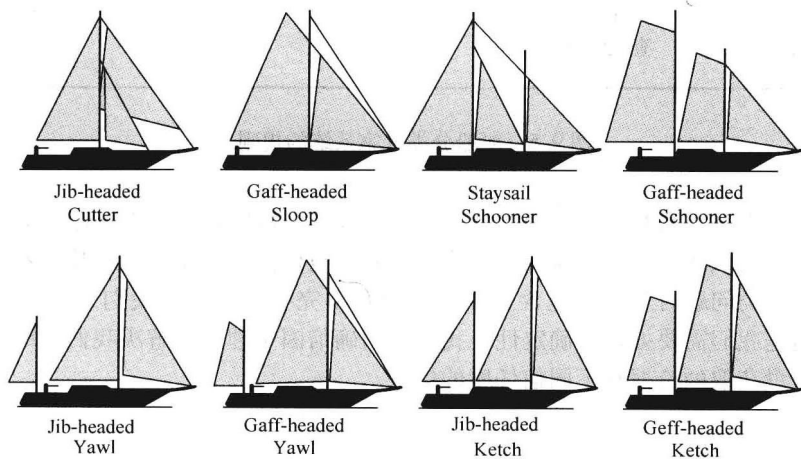 Jib-headed
Cutter
Gaff-headed
Sloop
Staysail
Schooner
Gaff-headed
Schooner
Jib-headed
Yawl
Gaff-headed
Yawl
Jib-headed
Ketch
Geff-headed
Ketch